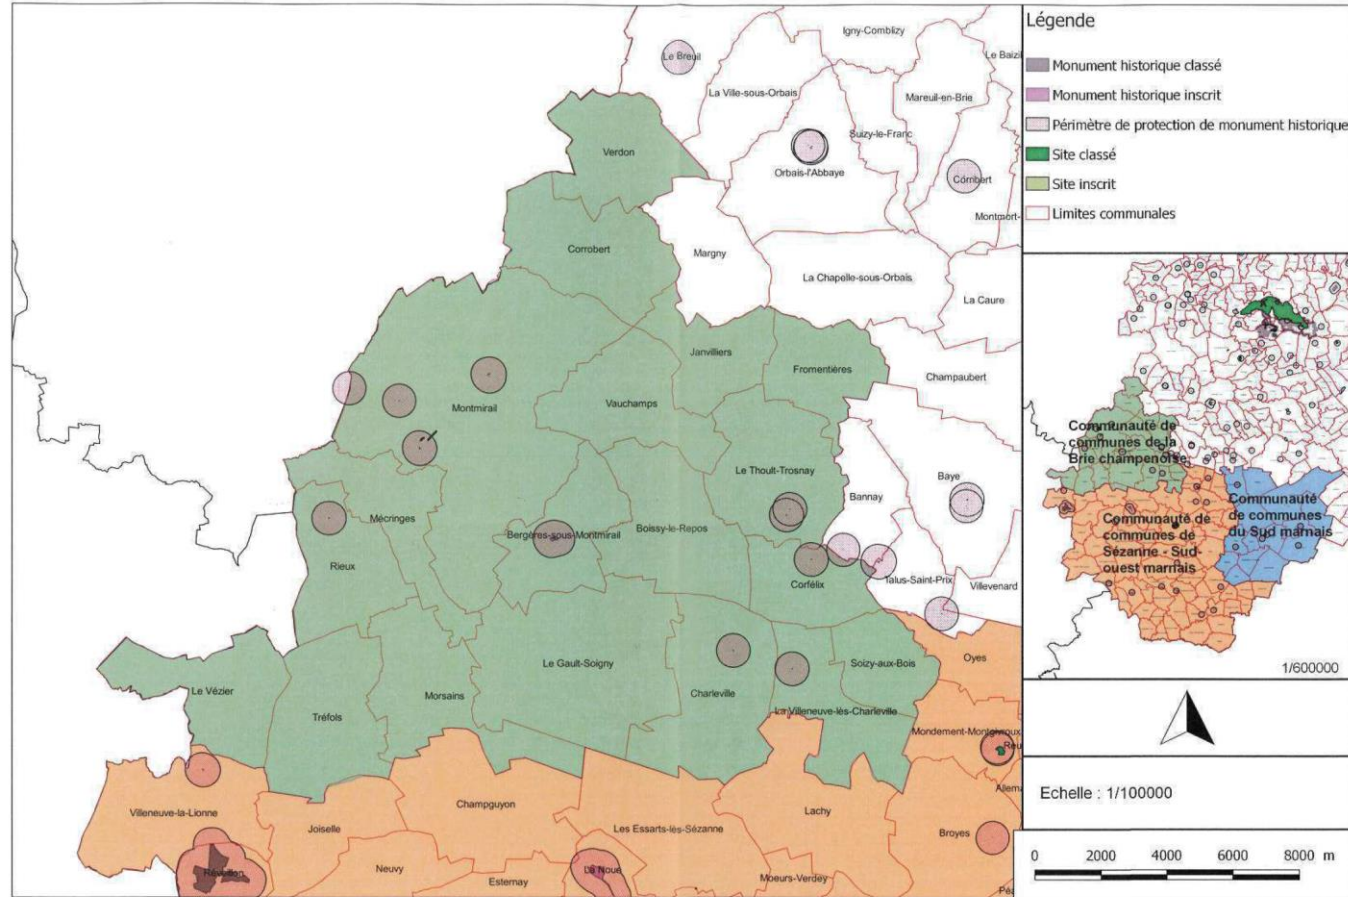 Igny-Comblizy
Le Breuil
Le Baizil
La Ville-sous-Orbais
Mareuil-en-Brie
Suizy-le-Franc
Verdon
Orbais-l'Abbaye
Corribert
Montmort-
Corrobert
Margny
La Chapelle-sous-Orbais
La Caure
Janvilliers
Fromentières
Champaubert
Montmirail
Vauchamps
Le Thoult-Trosnay
Baye
Bannay
Mécringes
Bergères-sous-Montmirail
Boissy-le-Repos
Rieux
Corfélix
Talus-Saint-Prix
Villevenard
Le Gault-Soigny
Soizy-aux-Bois
Oyes
Le Vézier
Morsains
Charleville
Tréfols
La Villeneuve-lès-Charleville
Mondement-Montgivroux
Reu
Allema
Champguyon
Villeneuve-la-Lionne
Lachy
Joiselle
Les Essarts-lès-Sézanne
Broyes
Réveillon
Neuvy
La Noue
Esternay
Moeurs-Verdey
Péa
Légende
Monument historique classé
Monument historique inscrit
Périmètre de protection de monument historique
Site classé
Site inscrit
Limites communales
Communauté de
communes de la
Brie champenoise
Communauté
de communes
du Sud marnais
Communauté de
communes de
Sézanne - Sud-
ouest marnais
1/600000
Echelle : 1/100000
0 2000 4000 6000 8000 m